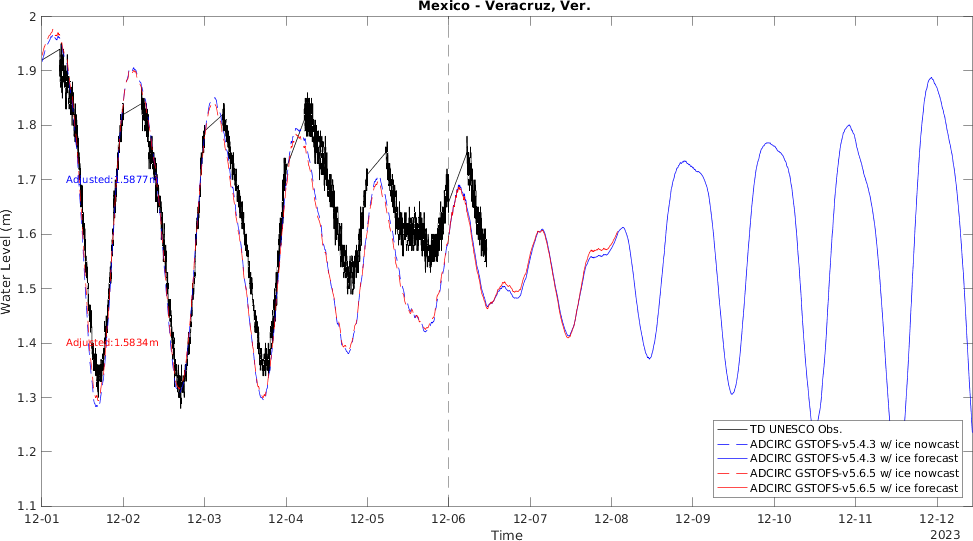 Mexico - Veracruz, Ver.
2
1.9
1.8
1.7
1.6
1.5
1.4
1.3
1.2
1.1
Water Level (m)
Adjusted:1.5877m
Adjusted:1.5834m
TD UNESCO Obs.
ADCIRC GSTOFS-v5.4.3 w/ ice nowcast
ADCIRC GSTOFS-v5.4.3 w/ ice forecast
ADCIRC GSTOFS-v5.6.5 w/ ice nowcast
ADCIRC GSTOFS-v5.6.5 w/ ice forecast
12-01 12-02 12-03 12-04 12-05 12-06 12-07 12-08 12-09 12-10 12-11 12-12
2023
Time